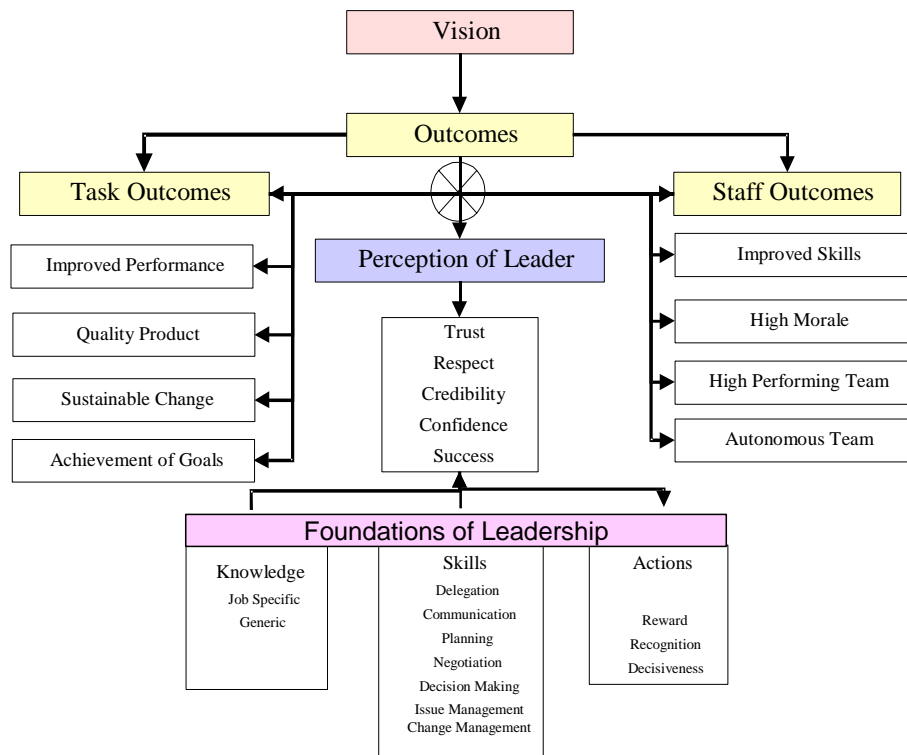 Vision
Outcomes
Task Outcomes
Staff Outcomes
Perception of Leader
Improved Performance
Quality Product
Sustainable Change
Achievement of Goals
Trust
Respect
Credibility
Confidence
Success
Improved Skills
High Morale
High Performing Team
Autonomous Team
Foundations of Leadership
Knowledge
Job Specific
Generic
Skills
Delegation
Communication
Planning
Negotiation
Decision Making
Issue Management
Change Management
Actions
Reward
Recognition
Decisiveness